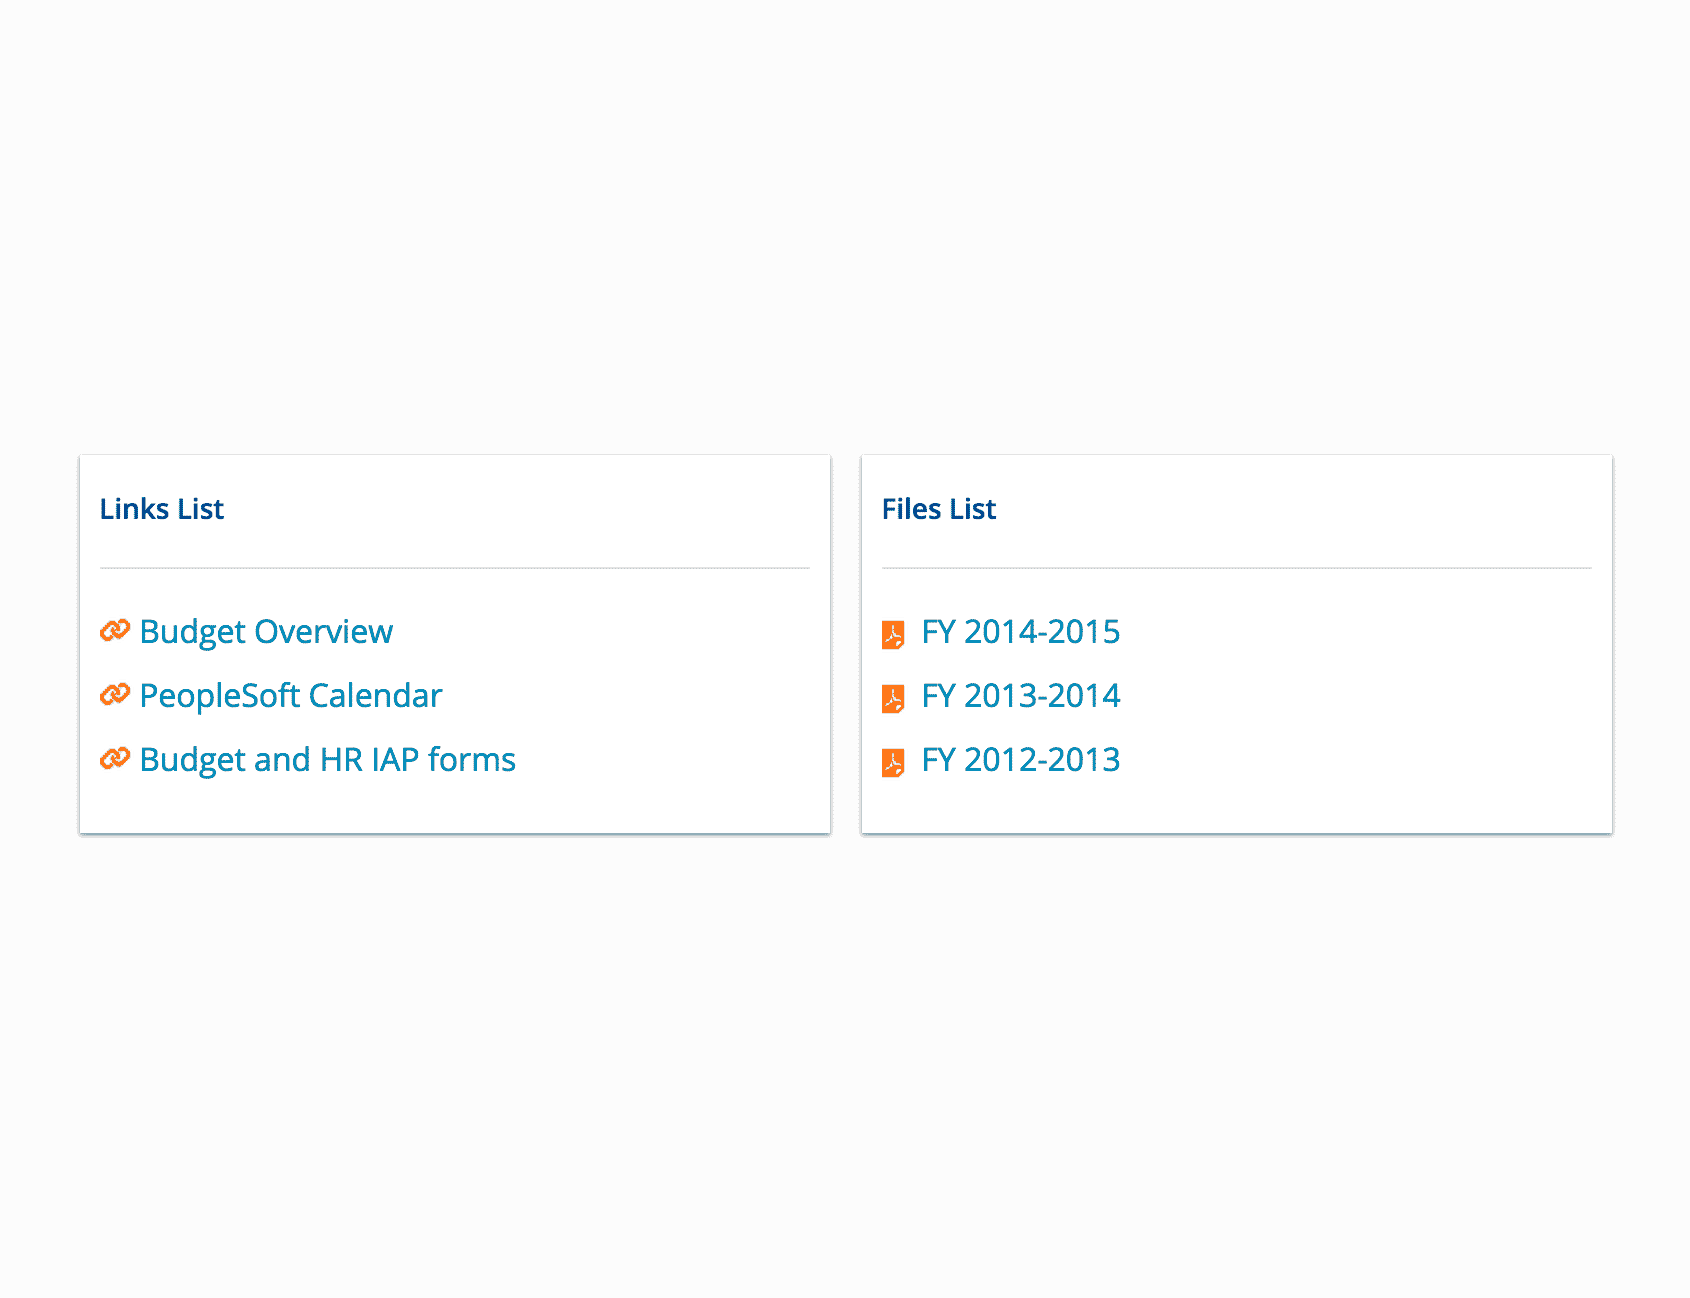 Links List
Budget Overview
PeopleSoft Calendar
Budget and HR IAP forms
Files List
FY 2014-2015
FY 2013-2014
FY 2012-2013